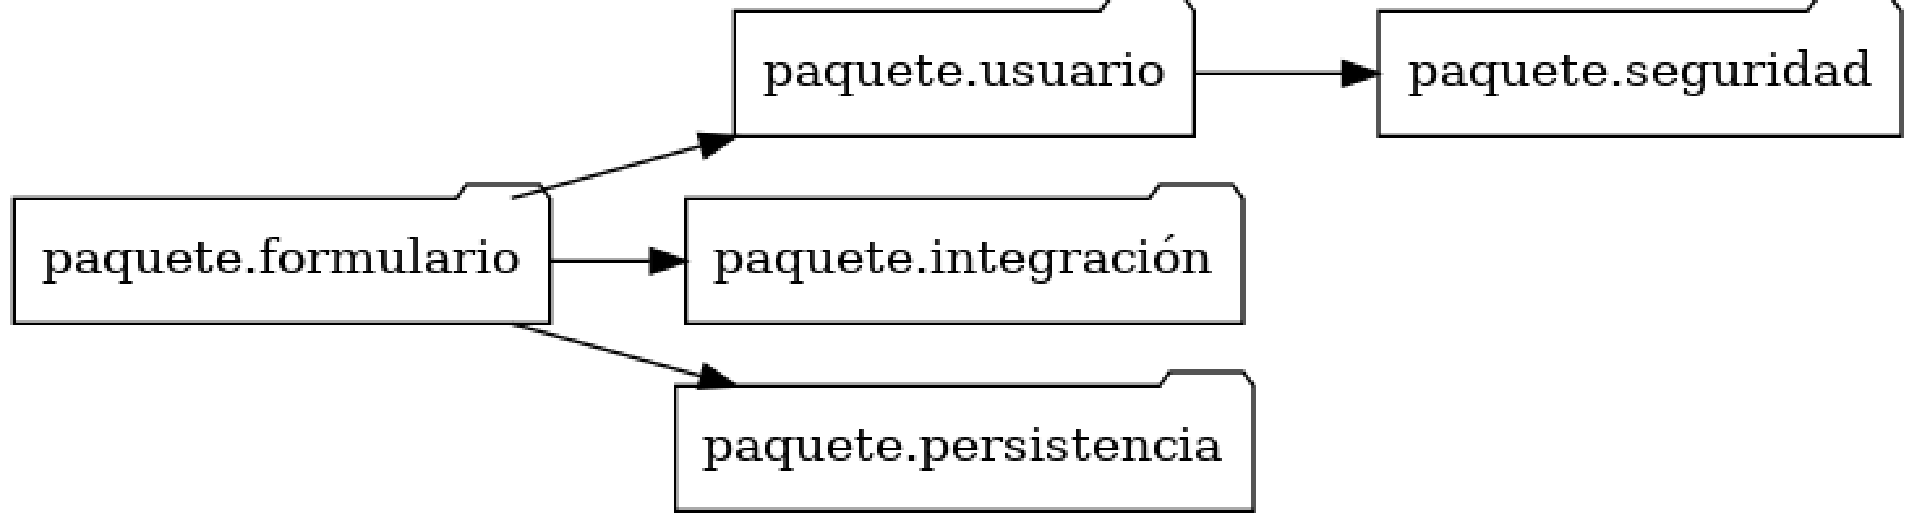 paquete.usuario
paquete.seguridad
paquete.formulario
paquete.integración
paquete.persistencia